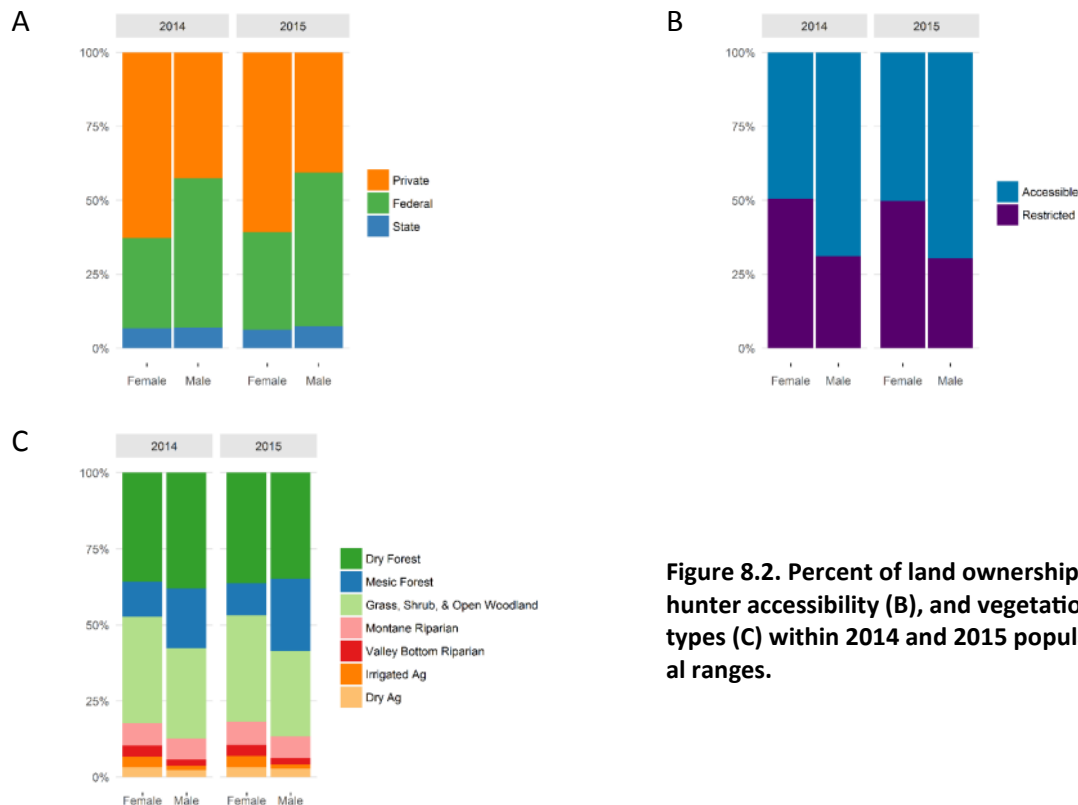 A
2014 2015
100%
75%
50%
25%
0%
Female Male Female Male
Private
Federal
State
B
2014 2015
100%
75%
50%
25%
0%
Female Male Female Male
Accessible
Restricted
C
2014 2015
100%
75%
50%
25%
0%
Female Male Female Male
Dry Forest
Mesic Forest
Grass, Shrub, & Open Woodland
Montane Riparian
Valley Bottom Riparian
Irrigated Ag
Dry Ag
Figure 8.2. Percent of land ownership
hunter accessibility (B), and vegetatio
types (C) within 2014 and 2015 popul
al ranges.